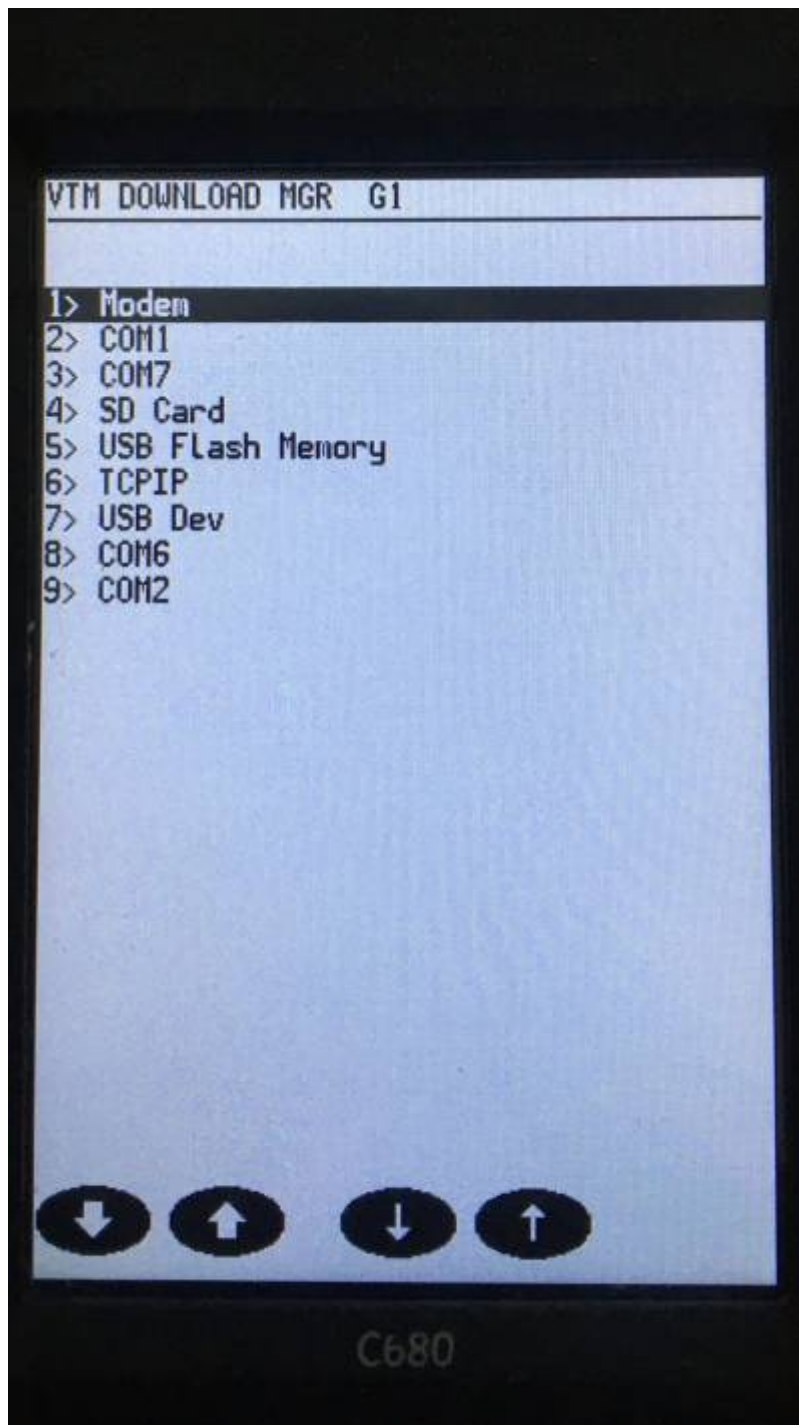 VTM DOWNLOAD MGR G1
1> Modem
2> COM1
3> COM7
4> SD Card
5> USB Flash Memory
6> TCPIP
7> USB Dev
8> COM6
9> COM2
C680